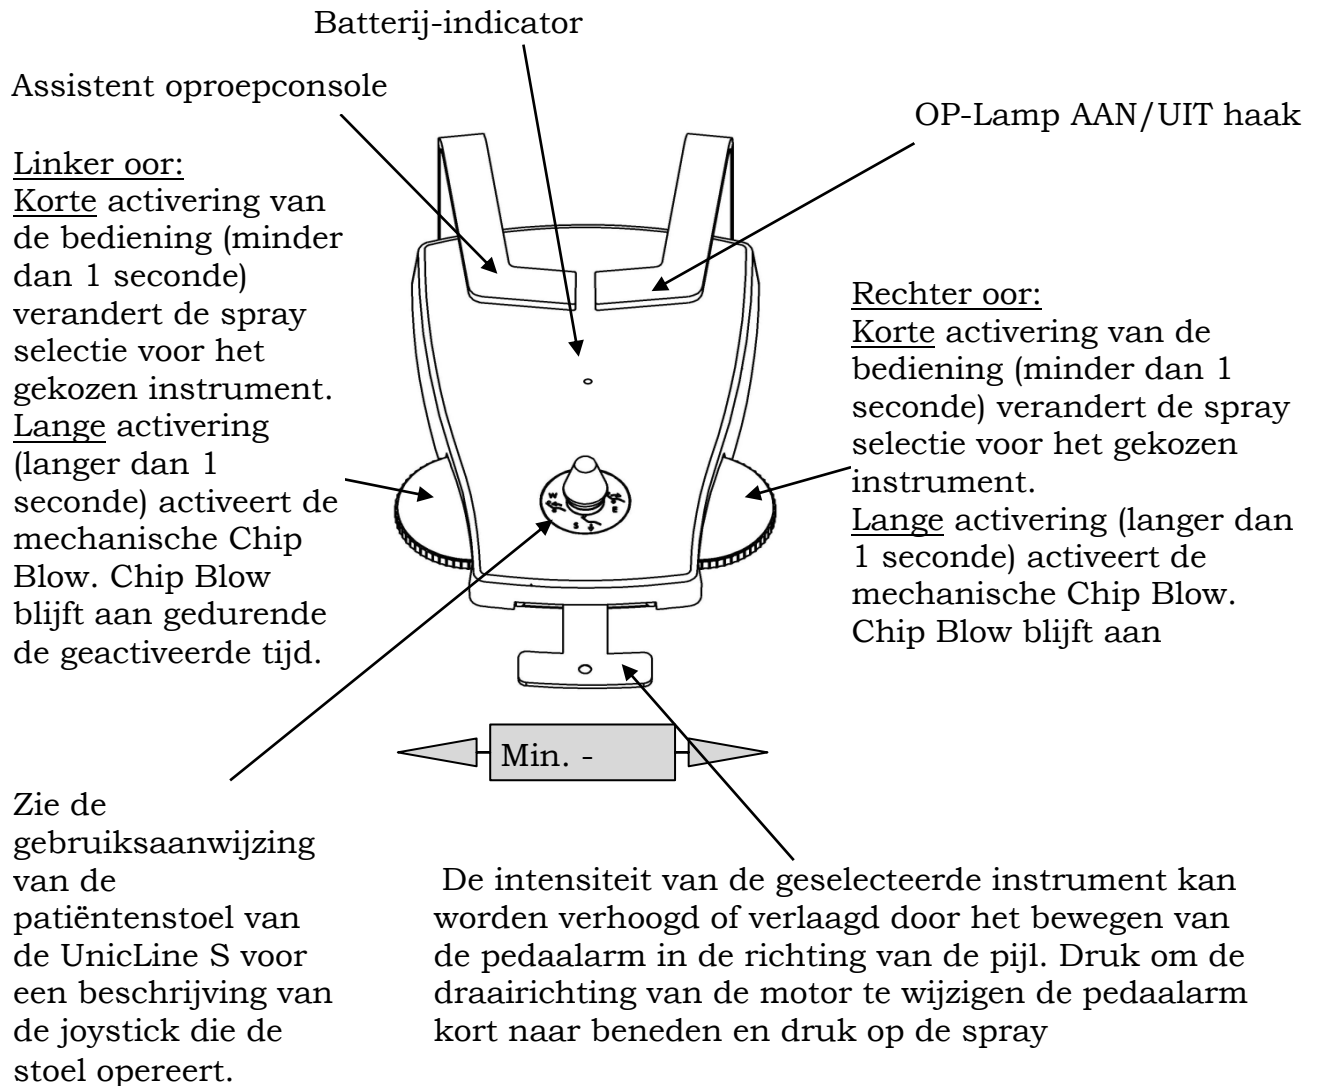 Batterij-indicator
Assistent oproepconsole
OP-Lamp AAN/UIT haak
Linker oor:
Korte activering van
de bediening (minder
dan 1 seconde)
verandert de spray
selectie voor het
gekozen instrument.
Lange activering
(langer dan 1
seconde) activeert de
mechanische Chip
Blow. Chip Blow
blijft aan gedurende
de geactiveerde tijd.
Rechter oor:
Korte activering van de
bediening (minder dan 1
seconde) verandert de spray
selectie voor het gekozen
instrument.
Lange activering (langer dan
1 seconde) activeert de
mechanische Chip Blow.
Chip Blow blijft aan
W
E
S
Min. -
Zie de
gebruiksaanwijzing
van de
patiëntenstoel van
de UnicLine S voor
een beschrijving van
de joystick die de
stoel opereert.
De intensiteit van de geselecteerde instrument kan
worden verhoogd of verlaagd door het bewegen van
de pedaalarm in de richting van de pijl. Druk om de
draairichting van de motor te wijzigen de pedaalarm
kort naar beneden en druk op de spray